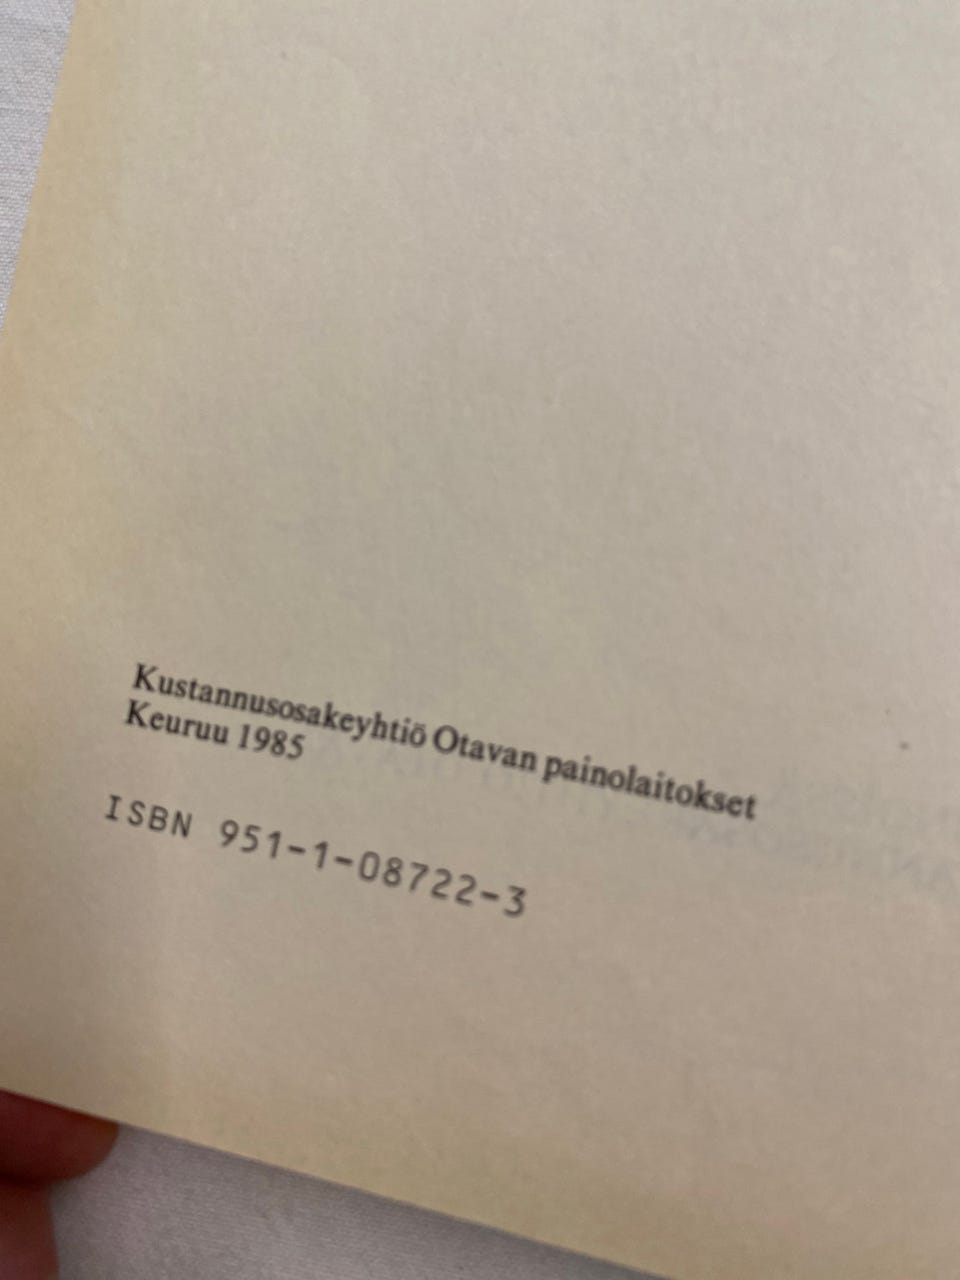 Kustannusosakeyhtiö Otavan painolaitokset
Keuruu 1985
ISBN 951-1-08722-3